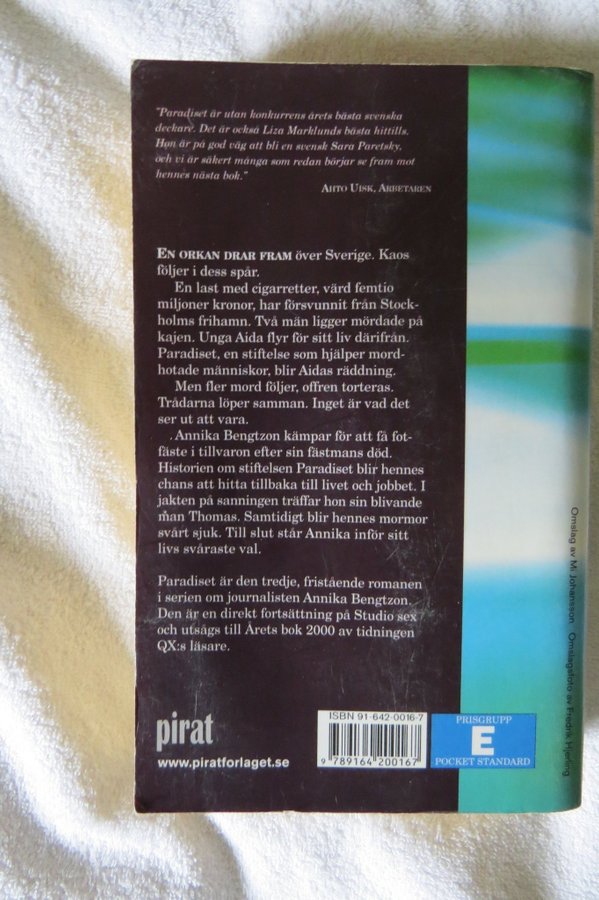 "Paradiset är utan konkurrens årets bästa svenska
deckare. Det är också Liza Marklunds bästa hittills.
Hon är på god väg att bli en svensk Sara Paretsky,
och vi är säkert många som redan börjar se fram mot
hennes nästa bok."
AHTO UISK, ARBETAREN
EN ORKAN DRAR FRAM över Sverige. Kaos
följer i dess spår.
En last med cigarretter, värd femtio
miljoner kronor, har försvunnit från Stock-
holms frihamn. Två män ligger mördade på
kajen. Unga Aida flyr för sitt liv därifrån.
Paradiset, en stiftelse som hjälper mord-
hotade människor, blir Aidas räddning.
Men fler mord följer, offren torteras.
Trådarna löper samman. Inget är vad det
ser ut att vara.
Annika Bengtzon kämpar för att få fot-
fäste i tillvaron efter sin fästmans död.
Historien om stiftelsen Paradiset blir hennes
chans att hitta tillbaka till livet och jobbet. I
jakten på sanningen träffar hon sin blivande
man Thomas. Samtidigt blir hennes mormor
svårt sjuk. Till slut står Annika inför sitt
livs svåraste val.
Paradiset är den tredje, fristående romanen
i serien om journalisten Annika Bengtzon.
Den är en direkt fortsättning på Studio sex
och utsågs till Årets bok 2000 av tidningen
QX:s läsare.
pirat
www.piratforlaget.se
ISBN 91-642-0016-7
9 789164 200167
PRISGRUPP
E
POCKET STANDARD
Omslag av Mi Johansson Omslagsfoto av Fredrik Hjerling